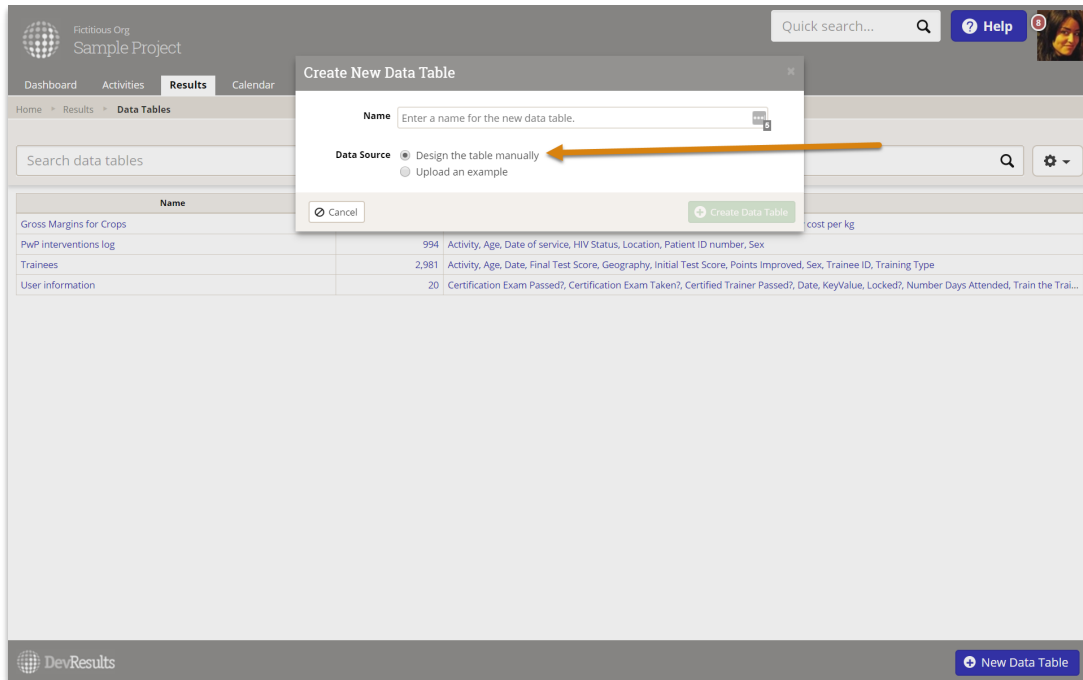 Fictitious Org
Sample Project
Quick search...
Help
8
Dashboard Activities Results Calendar
Home Results Data Tables
Create New Data Table
Name Enter a name for the new data table.
5
Data Source Design the table manually
Upload an example
Cancel Create Data Table
Search data tables
Name
Gross Margins for Crops cost per kg
PwP interventions log 994 Activity, Age, Date of service, HIV Status, Location, Patient ID number, Sex
Trainees 2,981 Activity, Age, Date, Final Test Score, Geography, Initial Test Score, Points Improved, Sex, Trainee ID, Training Type
User information 20 Certification Exam Passed?, Certification Exam Taken?, Certified Trainer Passed?, Date, KeyValue, Locked?, Number Days Attended, Train the Trai...
DevResults
New Data Table